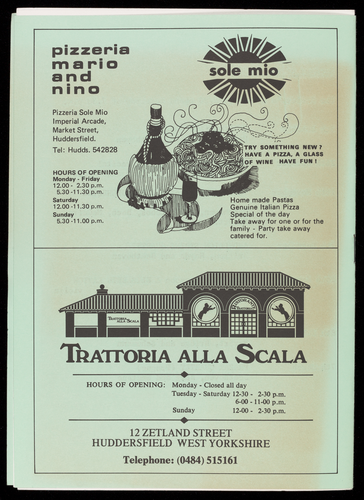 pizzeria
mario
and
nino
sole mio
Pizzeria Sole Mio
Imperial Arcade,
Market Street,
Huddersfield.
Tel: Hudds. 542828
TRY SOMETHING NEW?
HAVE A PIZZA, A GLASS
OF WINE HAVE FUN!
HOURS OF OPENING
Monday - Friday
12.00 - 2.30 p.m.
5.30 -11.30 p.m.
Saturday
12.00 -11.30 p.m.
Sunday
5.30 -11.00 p.m.
Home made Pastas
Genuine Italian Pizza
Special of the day
Take away for one or for the
family - Party take away
catered for.
TRATTORIA ALLA SCALA
TRATTORIA ALLA SCALA
HOURS OF OPENING: Monday - Closed all day
Tuesday - Saturday 12-30 - 2-30 p.m.
6-00 - 11-00 p.m.
Sunday 12-00 - 2-30 p.m.
12 ZETLAND STREET
HUDDERSFIELD WEST YORKSHIRE
Telephone: (0484) 515161